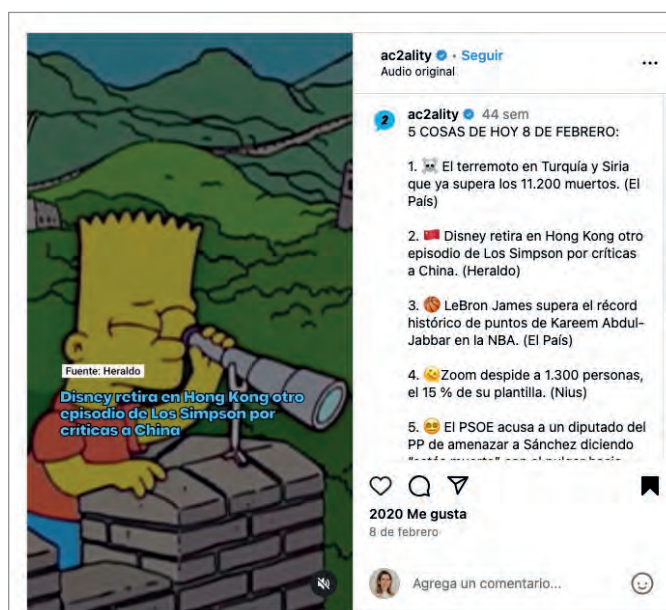 Fuente: Heraldo
Disney retira en Hong Kong otro
episodio de Los Simpson por
críticas a China
ac2ality · Seguir
Audio original
2
ac2ality 44 sem
5 COSAS DE HOY 8 DE FEBRERO:
1. ☠️ El terremoto en Turquía y Siria
que ya supera los 11.200 muertos. (El
País)
2. 🇨🇳 Disney retira en Hong Kong otro
episodio de Los Simpson por críticas
a China. (Heraldo)
3. 🏀 LeBron James supera el récord
histórico de puntos de Kareem Abdul-
Jabbar en la NBA. (El País)
4. 🫠Zoom despide a 1.300 personas,
el 15 % de su plantilla. (Nius)
5. 😵‍💫 El PSOE acusa a un diputado del
PP de amenazar a Sánchez diciendo
2020 Me gusta
8 de febrero
Agrega un comentario...